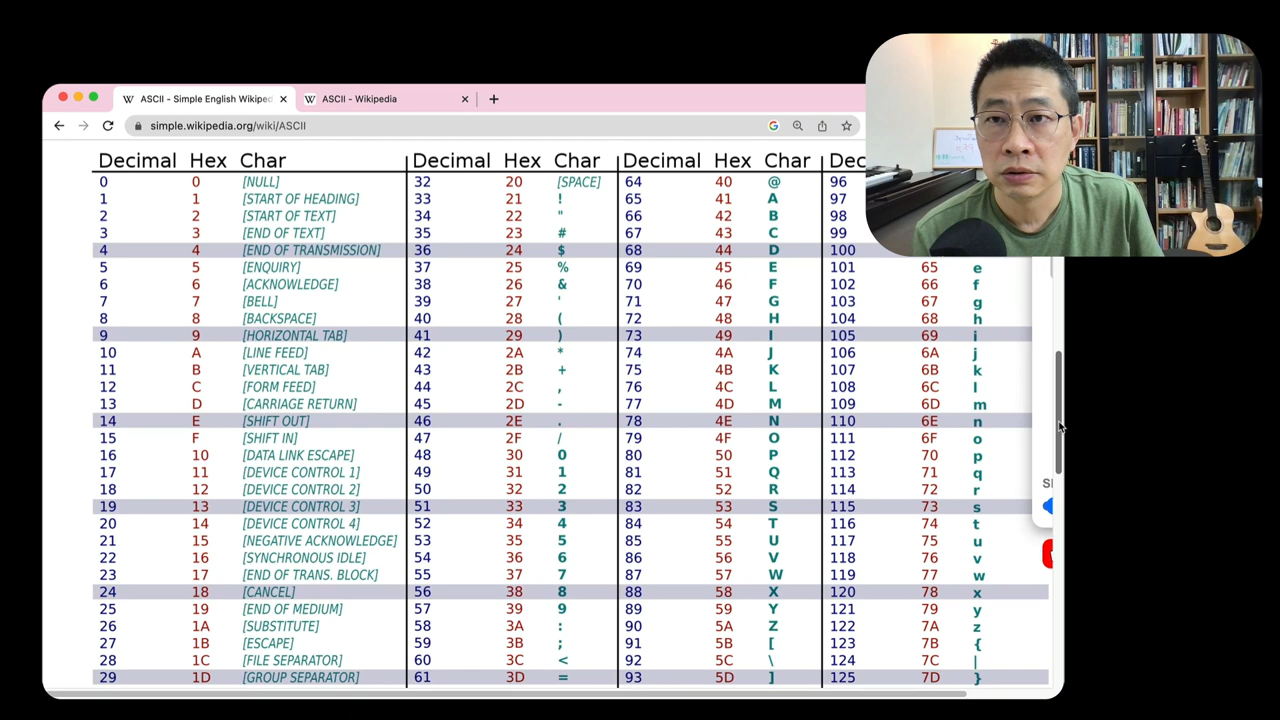 ASCII - Simple English Wikiped
ASCII - Wikipedia
simple.wikipedia.org/wiki/ASCII
Decimal Hex Char Decimal Hex Char Decimal Hex Char Dec
0 0 [NULL] 32 20 [SPACE] 64 40 @ 96
1 1 [START OF HEADING] 33 21 ! 65 41 A 97
2 2 [START OF TEXT] 34 22 " 66 42 B 98
3 3 [END OF TEXT] 35 23 # 67 43 C 99
4 4 [END OF TRANSMISSION] 36 24 $ 68 44 D 100
5 5 [ENQUIRY] 37 25 % 69 45 E 101 65 e
6 6 [ACKNOWLEDGE] 38 26 & 70 46 F 102 66 f
7 7 [BELL] 39 27 ' 71 47 G 103 67 g
8 8 [BACKSPACE] 40 28 ( 72 48 H 104 68 h
9 9 [HORIZONTAL TAB] 41 29 ) 73 49 I 105 69 i
10 A [LINE FEED] 42 2A * 74 4A J 106 6A j
11 B [VERTICAL TAB] 43 2B + 75 4B K 107 6B k
12 C [FORM FEED] 44 2C , 76 4C L 108 6C l
13 D [CARRIAGE RETURN] 45 2D - 77 4D M 109 6D m
14 E [SHIFT OUT] 46 2E . 78 4E N 110 6E n
15 F [SHIFT IN] 47 2F / 79 4F O 111 6F o
16 10 [DATA LINK ESCAPE] 48 30 0 80 50 P 112 70 p
17 11 [DEVICE CONTROL 1] 49 31 1 81 51 Q 113 71 q
18 12 [DEVICE CONTROL 2] 50 32 2 82 52 R 114 72 r
19 13 [DEVICE CONTROL 3] 51 33 3 83 53 S 115 73 s
20 14 [DEVICE CONTROL 4] 52 34 4 84 54 T 116 74 t
21 15 [NEGATIVE ACKNOWLEDGE] 53 35 5 85 55 U 117 75 u
22 16 [SYNCHRONOUS IDLE] 54 36 6 86 56 V 118 76 v
23 17 [END OF TRANS. BLOCK] 55 37 7 87 57 W 119 77 w
24 18 [CANCEL] 56 38 8 88 58 X 120 78 x
25 19 [END OF MEDIUM] 57 39 9 89 59 Y 121 79 y
26 1A [SUBSTITUTE] 58 3A : 90 5A Z 122 7A z
27 1B [ESCAPE] 59 3B ; 91 5B [ 123 7B {
28 1C [FILE SEPARATOR] 60 3C < 92 5C \ 124 7C |
29 1D [GROUP SEPARATOR] 61 3D = 93 5D ] 125 7D }